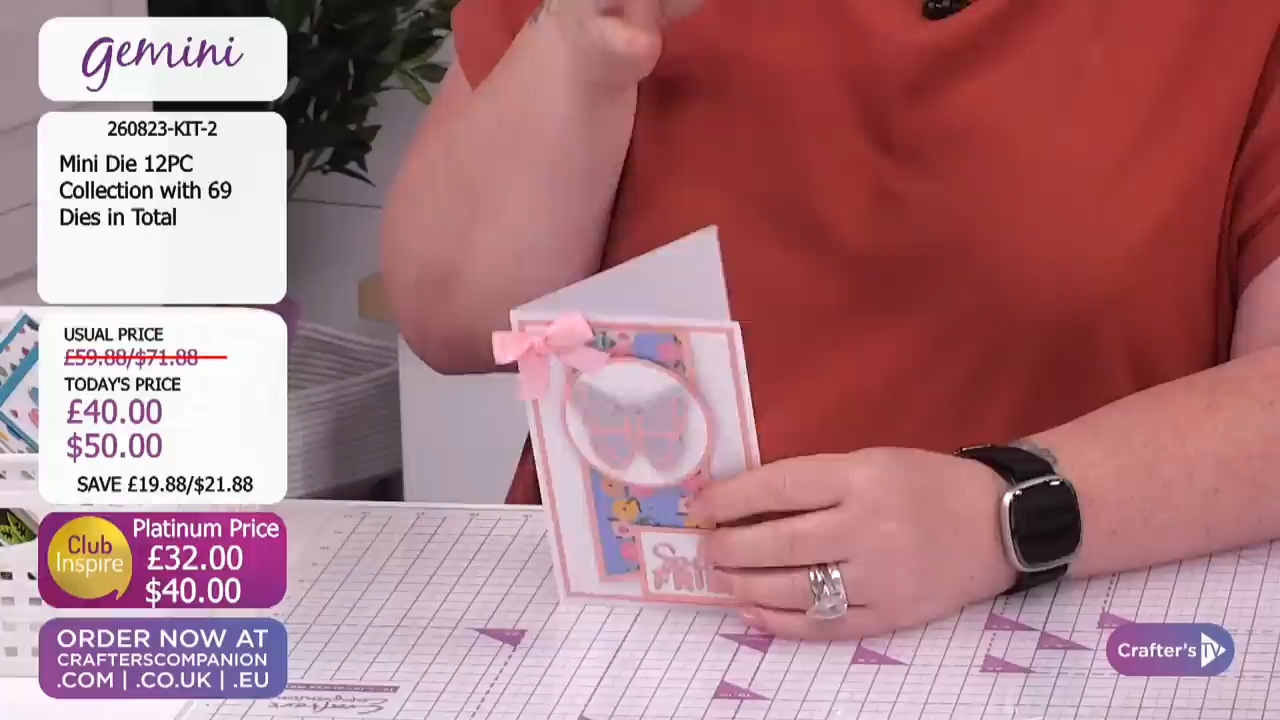 gemini
260823-KIT-2
Mini Die 12PC
Collection with 69
Dies in Total
USUAL PRICE
£59.88/$71.88
TODAY'S PRICE
£40.00
$50.00
SAVE £19.88/$21.88
Club
Inspire
Platinum Price
£32.00
$40.00
ORDER NOW AT
CRAFTERSCOMPANION
.COM | .CO.UK | .EU
Crafter's TV